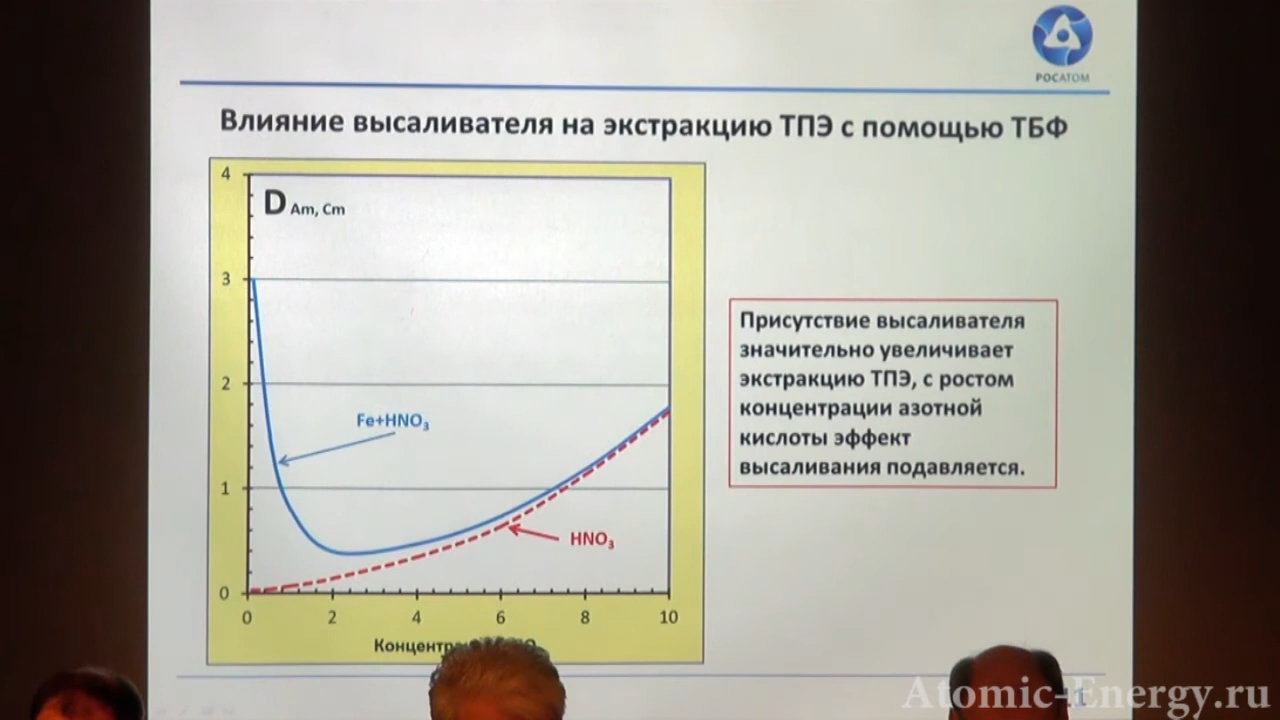 РОСАТОМ
Влияние высаливателя на экстракцию ТПЭ с помощью ТБФ
4
D Am, Cm
3
2
Fe+HNO₃
1
HNO₃
0
0 2 4 6 8 10
Присутствие высаливателя
значительно увеличивает
экстракцию ТПЭ, с ростом
концентрации азотной
кислоты эффект
высаливания подавляется.
Atomic-Energy.ru